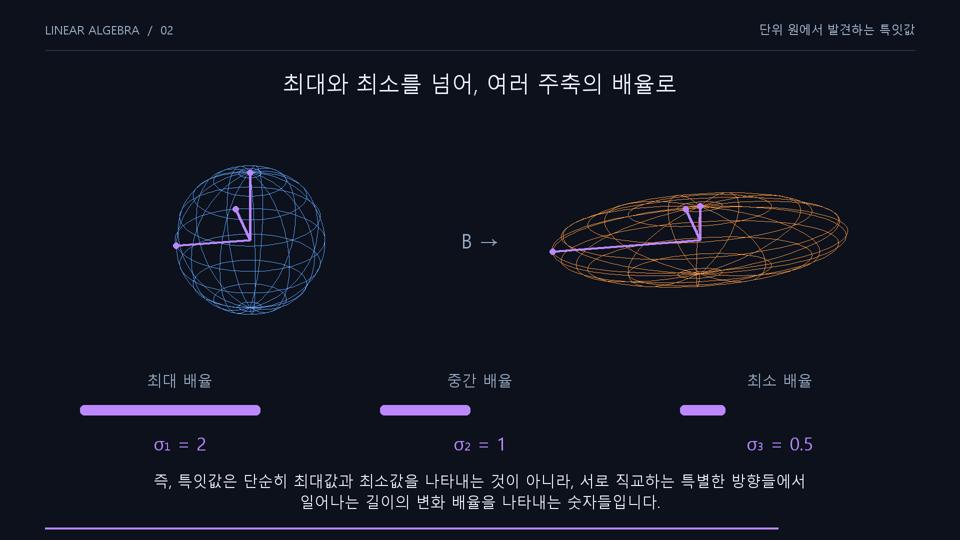 LINEAR ALGEBRA / 02
단위 원에서 발견하는 특잇값
최대와 최소를 넘어, 여러 주축의 배율로
B →
최대 배율
중간 배율
최소 배율
σ₁ = 2
σ₂ = 1
σ₃ = 0.5
즉, 특잇값은 단순히 최대값과 최소값을 나타내는 것이 아니라, 서로 직교하는 특별한 방향들에서
일어나는 길이의 변화 배율을 나타내는 숫자들입니다.